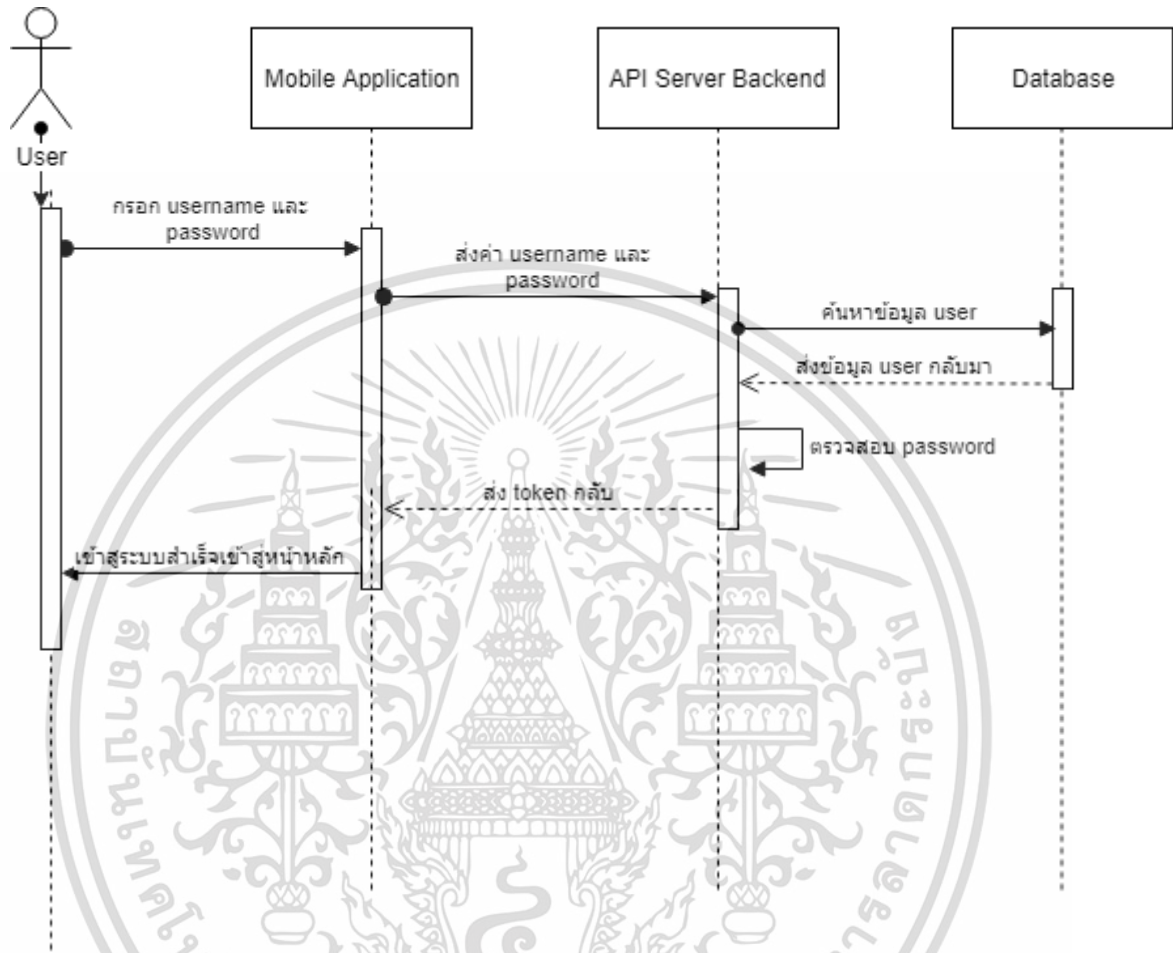 Mobile Application
API Server Backend
Database
User
กรอก username และ
password
ส่งค่า username และ
password
ค้นหาข้อมูล user
ส่งข้อมูล user กลับมา
ตรวจสอบ password
ส่ง token กลับ
เข้าสู่ระบบสำเร็จเข้าสู่หน้าหลัก